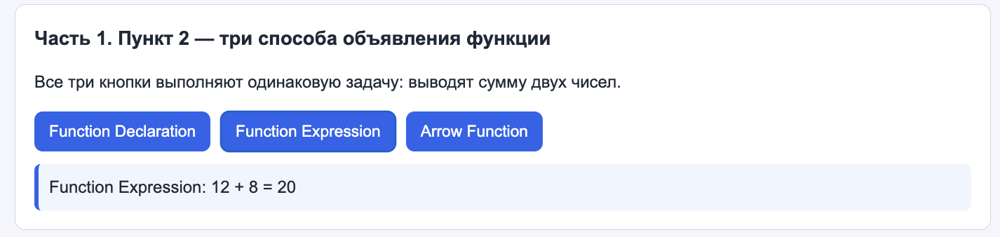 Часть 1. Пункт 2 — три способа объявления функции
Все три кнопки выполняют одинаковую задачу: выводят сумму двух чисел.
Function Declaration Function Expression Arrow Function
Function Expression: 12 + 8 = 20